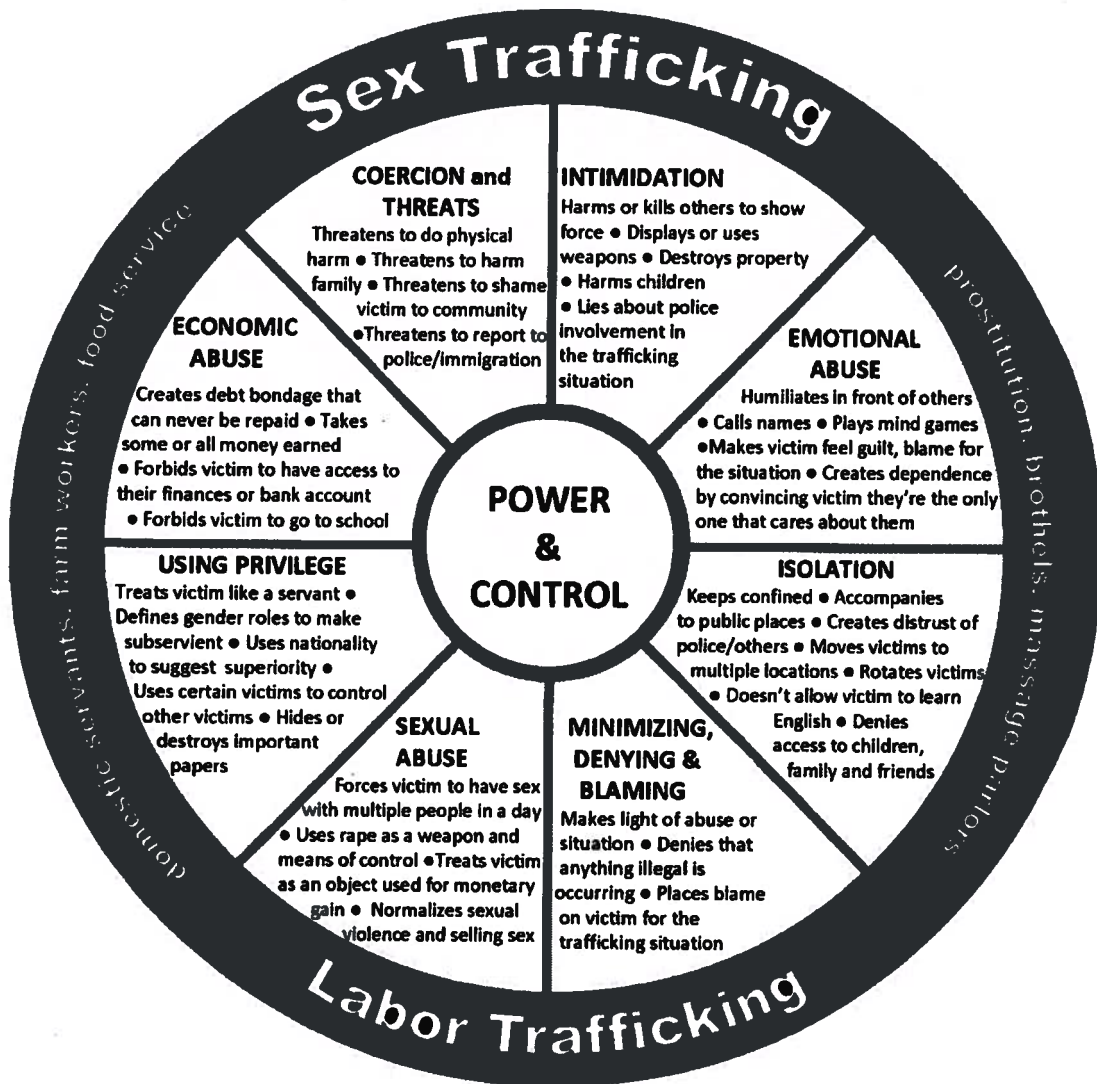 Sex Trafficking
COERCION and
THREATS
Threatens to do physical
harm ● Threatens to harm
family ● Threatens to shame
victim to community
●Threatens to report to
police/immigration
INTIMIDATION
Harms or kills others to show
force ● Displays or uses
weapons ● Destroys property
● Harms children
● Lies about police
involvement in
the trafficking
situation
EMOTIONAL
ABUSE
Humiliates in front of others
● Calls names ● Plays mind games
●Makes victim feel guilt, blame for
the situation ● Creates dependence
by convincing victim they're the only
one that cares about them
ISOLATION
Keeps confined ● Accompanies
to public places ● Creates distrust of
police/others ● Moves victims to
multiple locations ● Rotates victims
● Doesn't allow victim to learn
English ● Denies
access to children,
family and friends
MINIMIZING,
DENYING &
BLAMING
Makes light of abuse or
situation ● Denies that
anything illegal is
occurring ● Places blame
on victim for the
trafficking situation
SEXUAL
ABUSE
Forces victim to have sex
with multiple people in a day
● Uses rape as a weapon and
means of control ●Treats victim
as an object used for monetary
gain ● Normalizes sexual
violence and selling sex
USING PRIVILEGE
Treats victim like a servant ●
Defines gender roles to make
subservient ● Uses nationality
to suggest superiority ●
Uses certain victims to control
other victims ● Hides or
destroys important
papers
ECONOMIC
ABUSE
Creates debt bondage that
can never be repaid ● Takes
some or all money earned
● Forbids victim to have access to
their finances or bank account
● Forbids victim to go to school
POWER
&
CONTROL
domestic servants, farm workers, food service
prostitution, brothels, massage parlors
Labor Trafficking